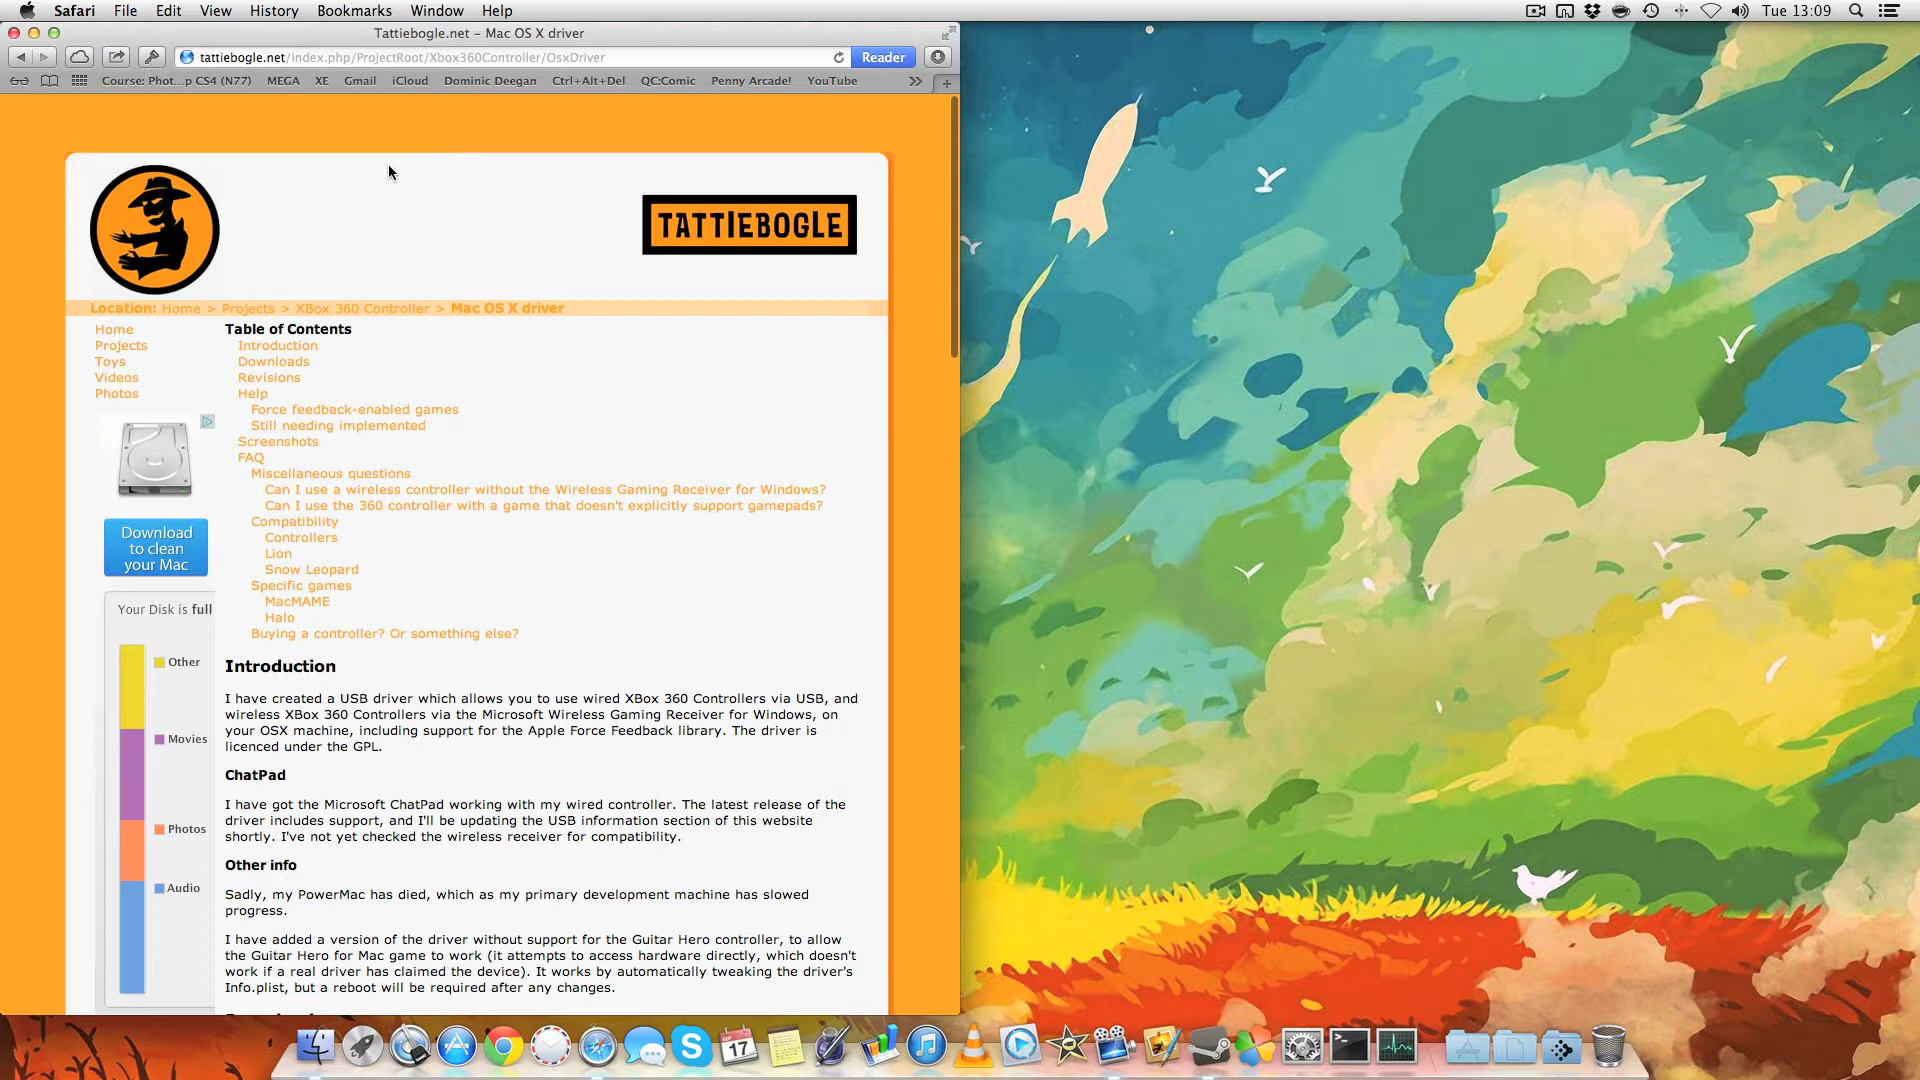 Safari File Edit View History Bookmarks Window Help Tue 13:09
Tattiebogle.net – Mac OS X driver
tattiebogle.net/index.php/ProjectRoot/Xbox360Controller/OsxDriver Reader
Course: Phot...p CS4 (N77) MEGA XE Gmail iCloud Dominic Deegan Ctrl+Alt+Del QC:Comic Penny Arcade! YouTube
TATTIEBOGLE
Location: Home > Projects > XBox 360 Controller > Mac OS X driver
Home
Projects
Toys
Videos
Photos
Download
to clean
your Mac
Your Disk is full
Other
Movies
Photos
Audio
Table of Contents
Introduction
Downloads
Revisions
Help
Force feedback-enabled games
Still needing implemented
Screenshots
FAQ
Miscellaneous questions
Can I use a wireless controller without the Wireless Gaming Receiver for Windows?
Can I use the 360 controller with a game that doesn't explicitly support gamepads?
Compatibility
Controllers
Lion
Snow Leopard
Specific games
MacMAME
Halo
Buying a controller? Or something else?
Introduction
I have created a USB driver which allows you to use wired XBox 360 Controllers via USB, and
wireless XBox 360 Controllers via the Microsoft Wireless Gaming Receiver for Windows, on
your OSX machine, including support for the Apple Force Feedback library. The driver is
licenced under the GPL.
ChatPad
I have got the Microsoft ChatPad working with my wired controller. The latest release of the
driver includes support, and I'll be updating the USB information section of this website
shortly. I've not yet checked the wireless receiver for compatibility.
Other info
Sadly, my PowerMac has died, which as my primary development machine has slowed
progress.
I have added a version of the driver without support for the Guitar Hero controller, to allow
the Guitar Hero for Mac game to work (it attempts to access hardware directly, which doesn't
work if a real driver has claimed the device). It works by automatically tweaking the driver's
Info.plist, but a reboot will be required after any changes.
17